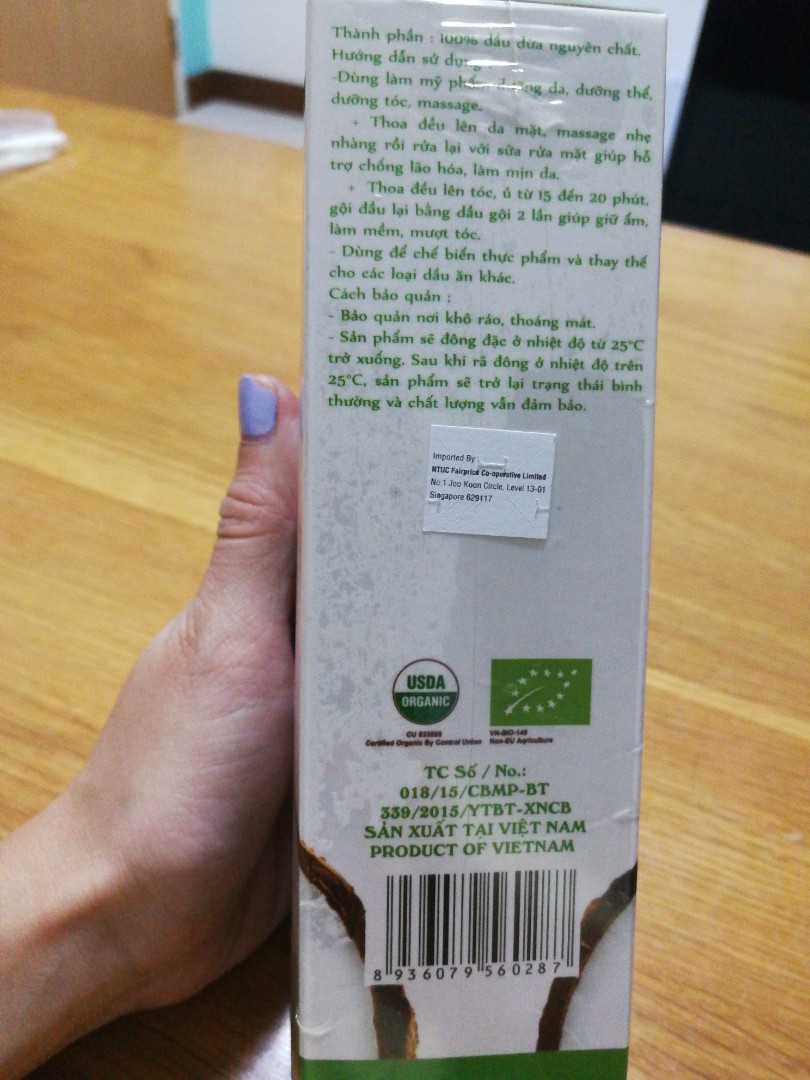 Thành phần : 100% dầu dừa nguyên chất.
Hướng dẫn sử dụng
-Dùng làm mỹ phẩm dưỡng da, dưỡng thể,
dưỡng tóc, massage.
+ Thoa đều lên da mặt, massage nhẹ
nhàng rồi rửa lại với sữa rửa mặt giúp hỗ
trợ chống lão hóa, làm mịn da.
+ Thoa đều lên tóc, ủ từ 15 đến 20 phút,
gội đầu lại bằng dầu gội 2 lần giúp giữ ẩm,
làm mềm, mượt tóc.
- Dùng để chế biến thực phẩm và thay thế
cho các loại dầu ăn khác.
Cách bảo quản :
- Bảo quản nơi khô ráo, thoáng mát.
- Sản phẩm sẽ đông đặc ở nhiệt độ từ 25°C
trở xuống. Sau khi rã đông ở nhiệt độ trên
25°C, sản phẩm sẽ trở lại trạng thái bình
thường và chất lượng vẫn đảm bảo.
Imported By
NTUC Fairprice Co-operative Limited
No.1 Joo Koon Circle, Level 13-01
Singapore 629117
USDA
ORGANIC
CU
Certified Organic By Control Union
VN-BIO-149
Non-EU Agriculture
TC Số / No.:
018/15/CBMP-BT
339/2015/YTBT-XNCB
SẢN XUẤT TẠI VIỆT NAM
PRODUCT OF VIETNAM
8 936079 560287